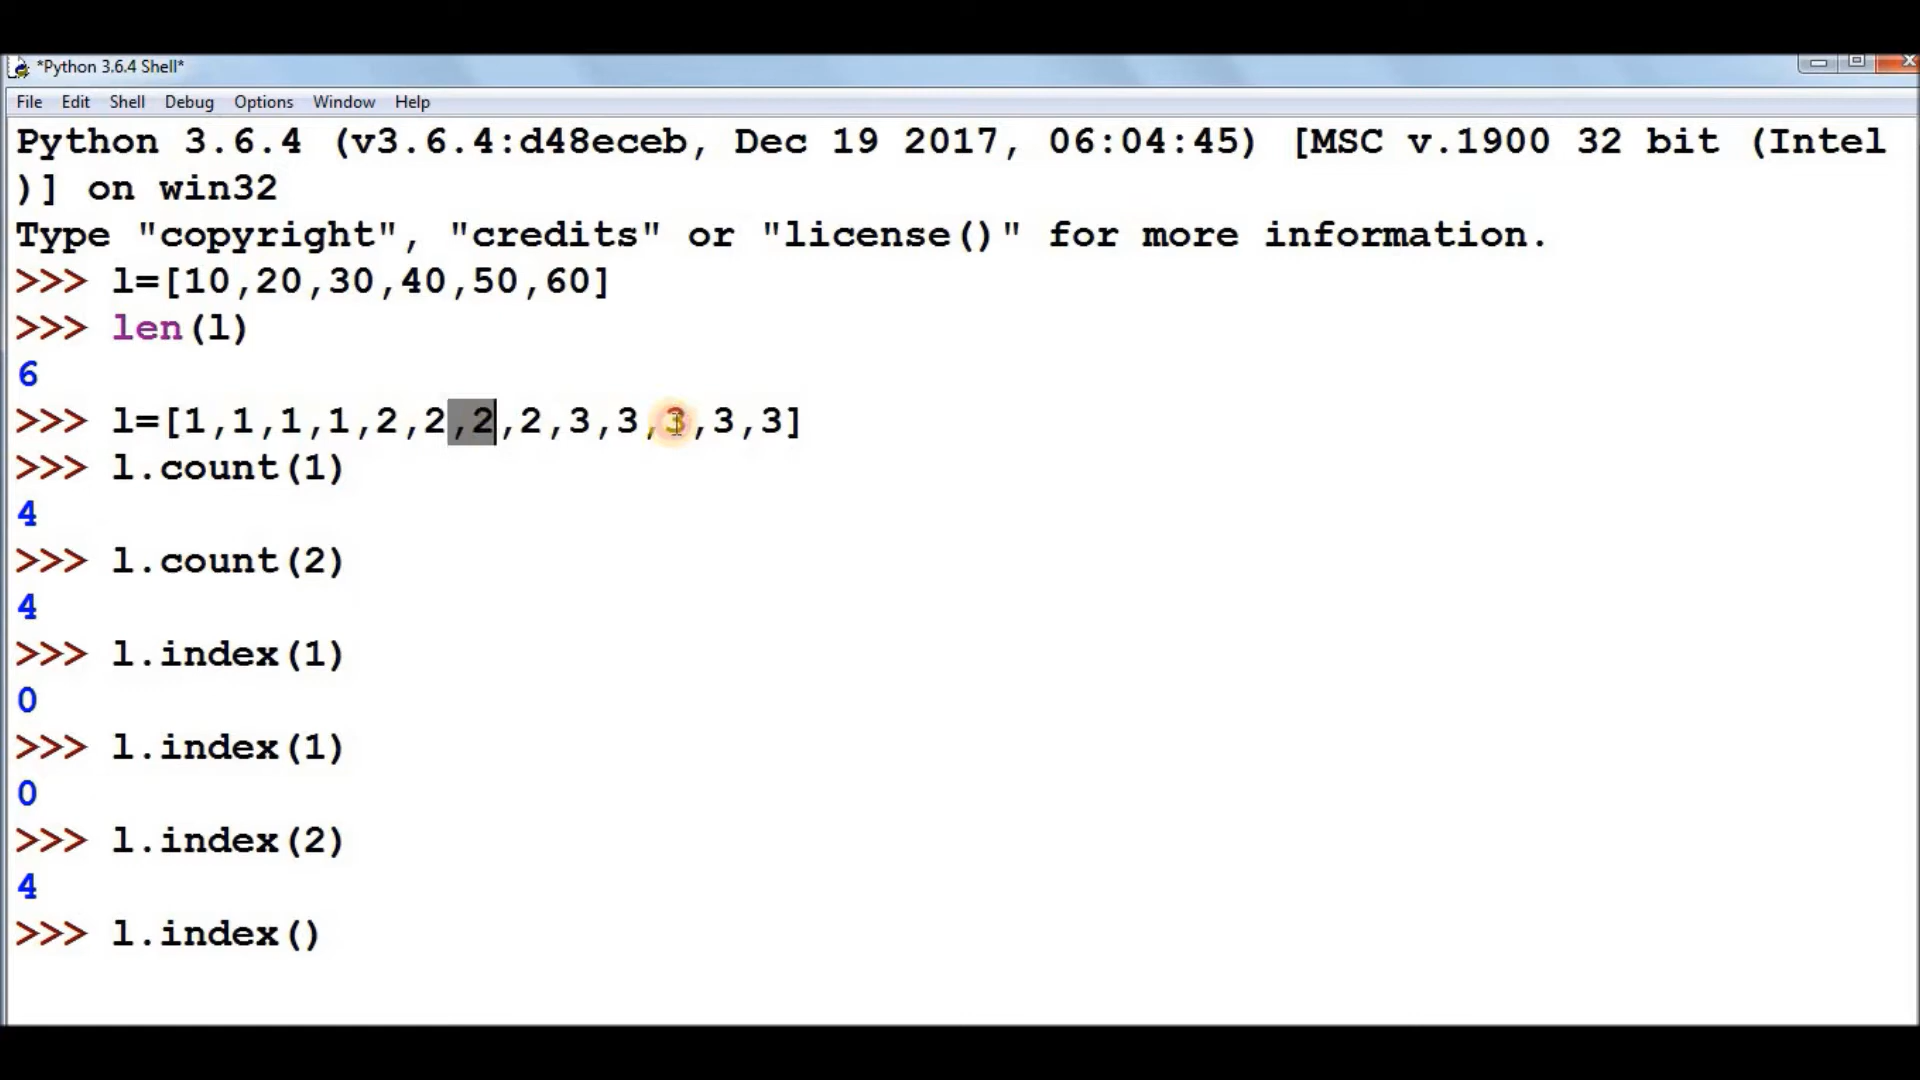 *Python 3.6.4 Shell*
File Edit Shell Debug Options Window Help
Python 3.6.4 (v3.6.4:d48eceb, Dec 19 2017, 06:04:45) [MSC v.1900 32 bit (Intel
)] on win32
Type "copyright", "credits" or "license()" for more information.
>>> l=[10,20,30,40,50,60]
>>> len(l)
6
>>> l=[1,1,1,1,2,2,2,2,3,3,3,3,3]
>>> l.count(1)
4
>>> l.count(2)
4
>>> l.index(1)
0
>>> l.index(1)
0
>>> l.index(2)
4
>>> l.index()